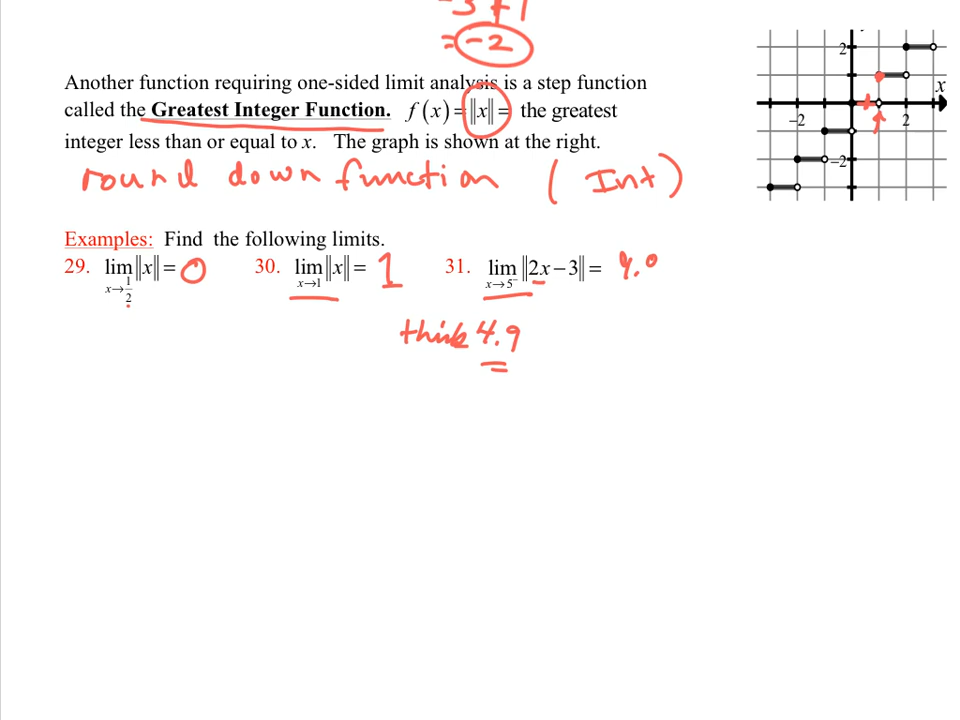 -3 + 1
= -2
Another function requiring one-sided limit analysis is a step function
called the Greatest Integer Function. f(x) = ||x|| = the greatest
integer less than or equal to x. The graph is shown at the right.
round down function (Int)
Examples: Find the following limits.
29. lim x→1/2 ||x|| = 0 30. lim x→1 ||x|| = 1 31. lim x→5⁻ ||2x − 3|| = 9.0
think 4.9
2
x
−2 2
−2